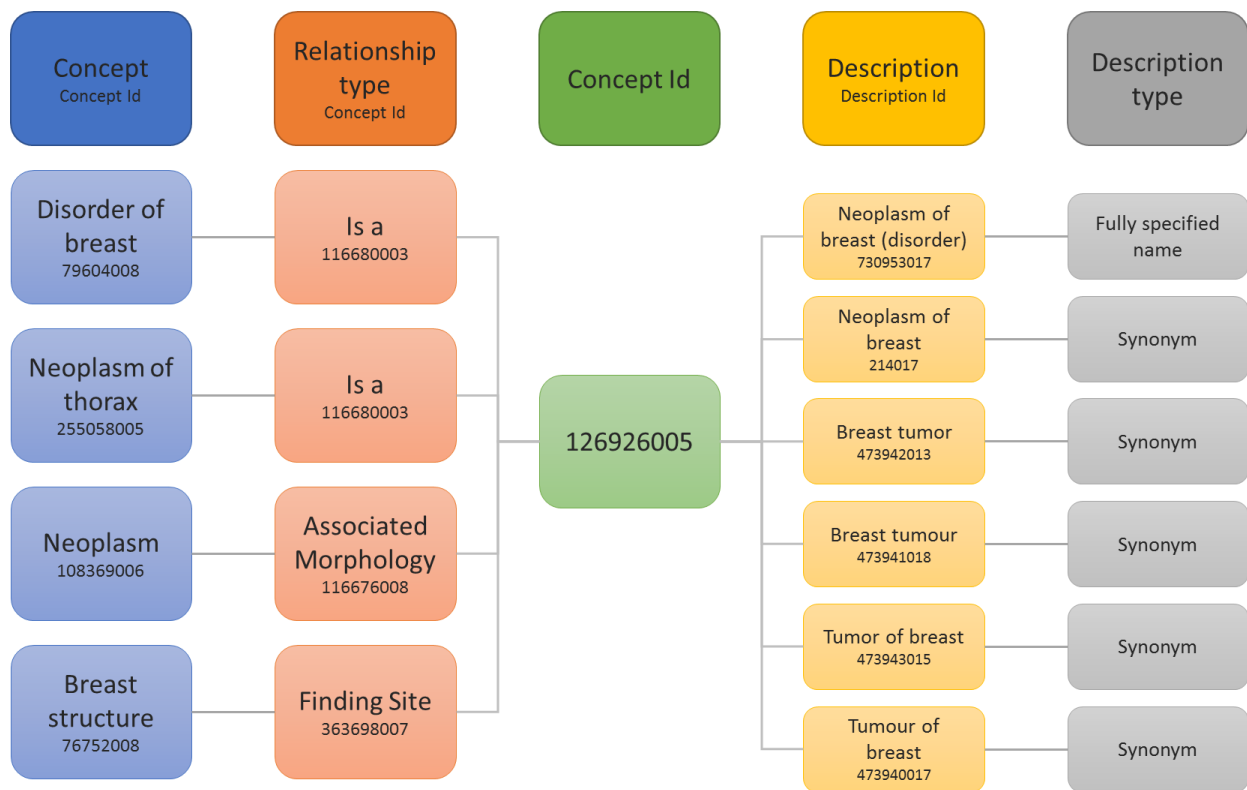 Concept
Concept Id
Relationship
type
Concept Id
Concept Id
Description
Description Id
Description
type
Disorder of
breast
79604008
Is a
116680003
Neoplasm of
thorax
255058005
Is a
116680003
Neoplasm
108369006
Associated
Morphology
116676008
Breast
structure
76752008
Finding Site
363698007
126926005
Neoplasm of
breast (disorder)
730953017
Fully specified
name
Neoplasm of
breast
214017
Synonym
Breast tumor
473942013
Synonym
Breast tumour
473941018
Synonym
Tumor of breast
473943015
Synonym
Tumour of
breast
473940017
Synonym